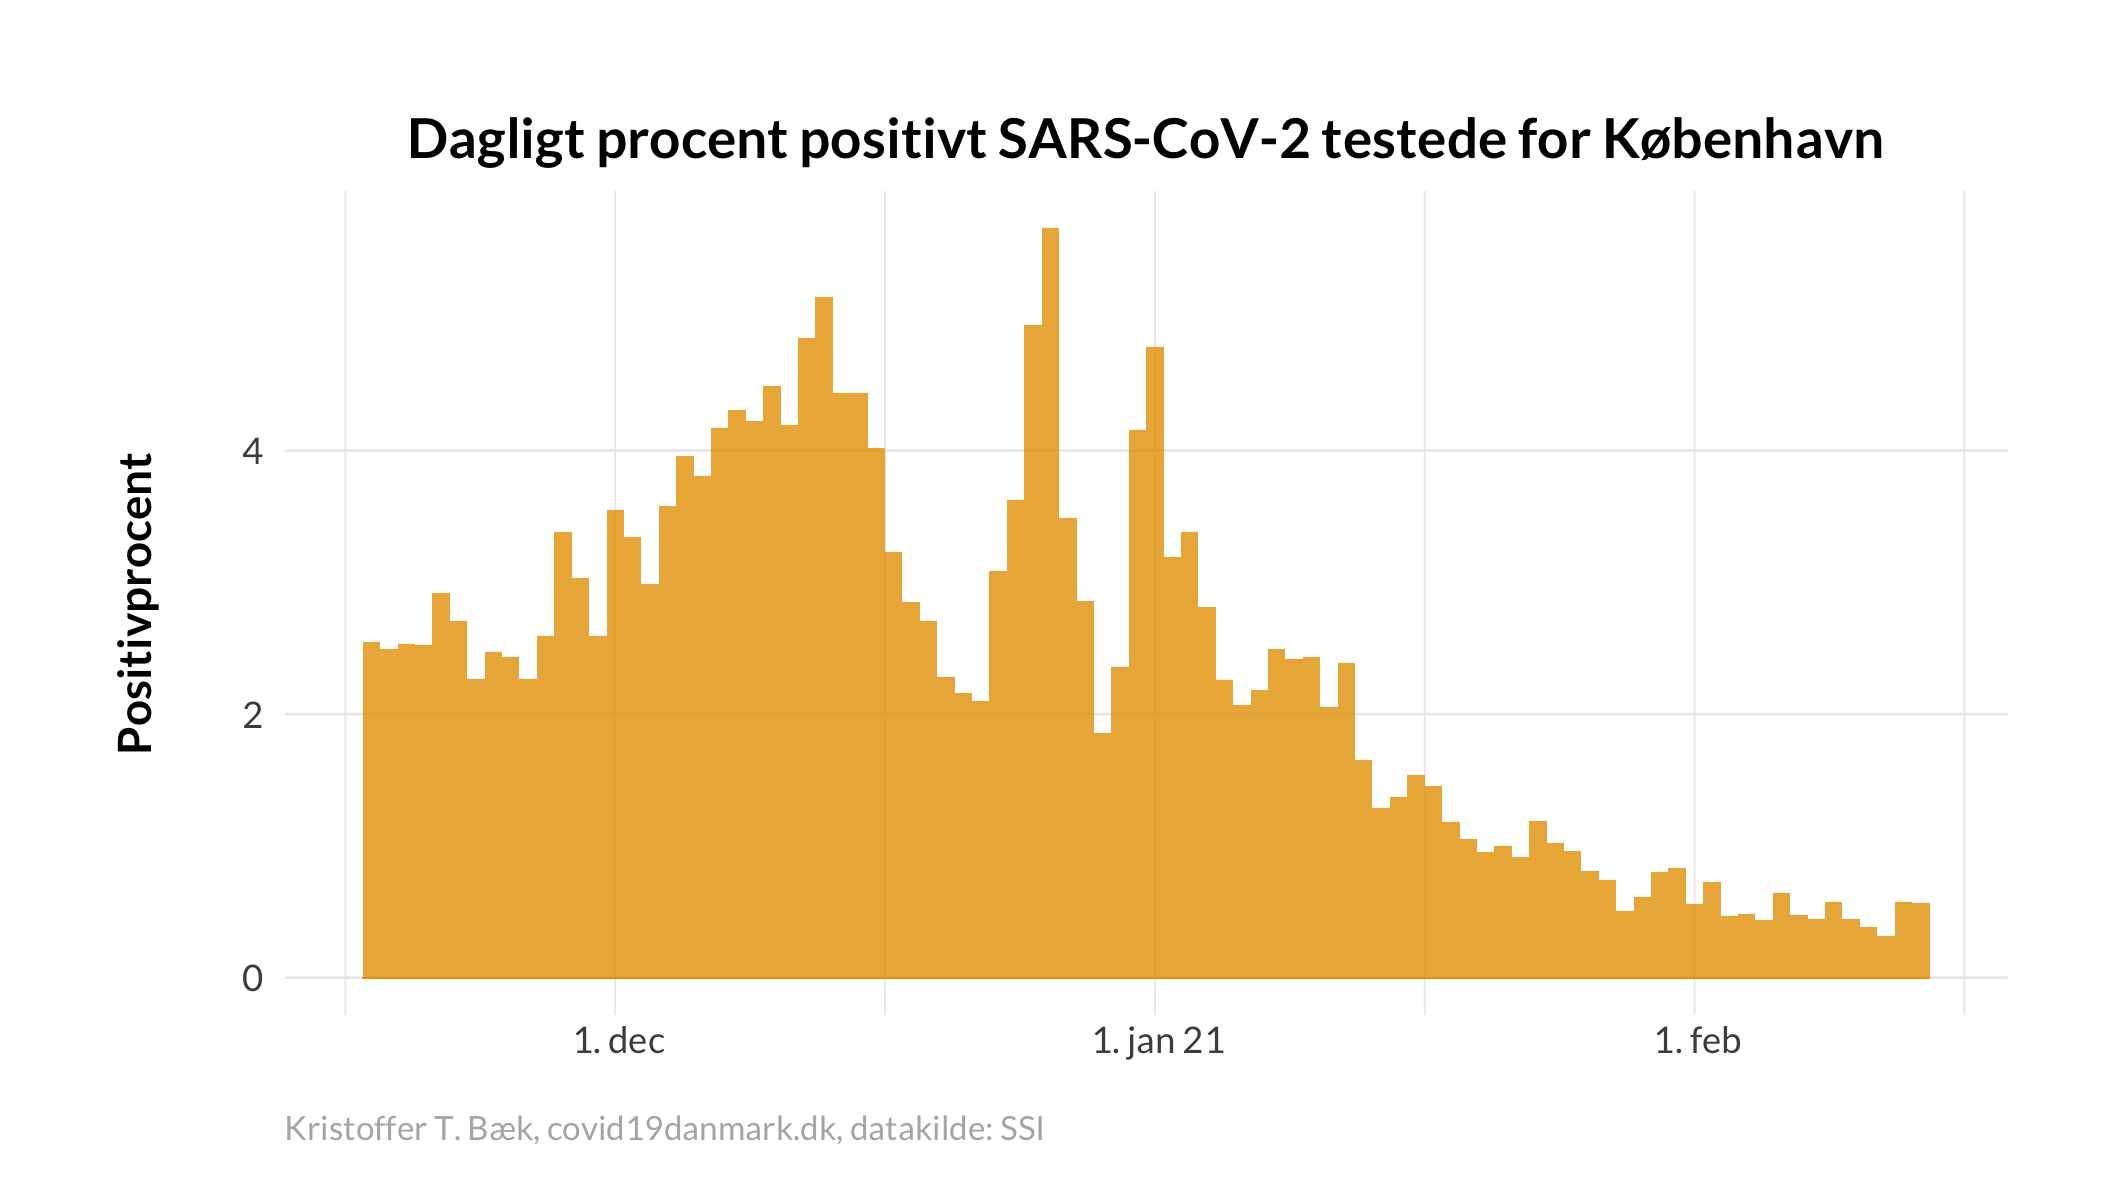 Dagligt procent positivt SARS-CoV-2 testede for København
Positivprocent
4
2
0
1. dec
1. jan 21
1. feb
Kristoffer T. Bæk, covid19danmark.dk, datakilde: SSI